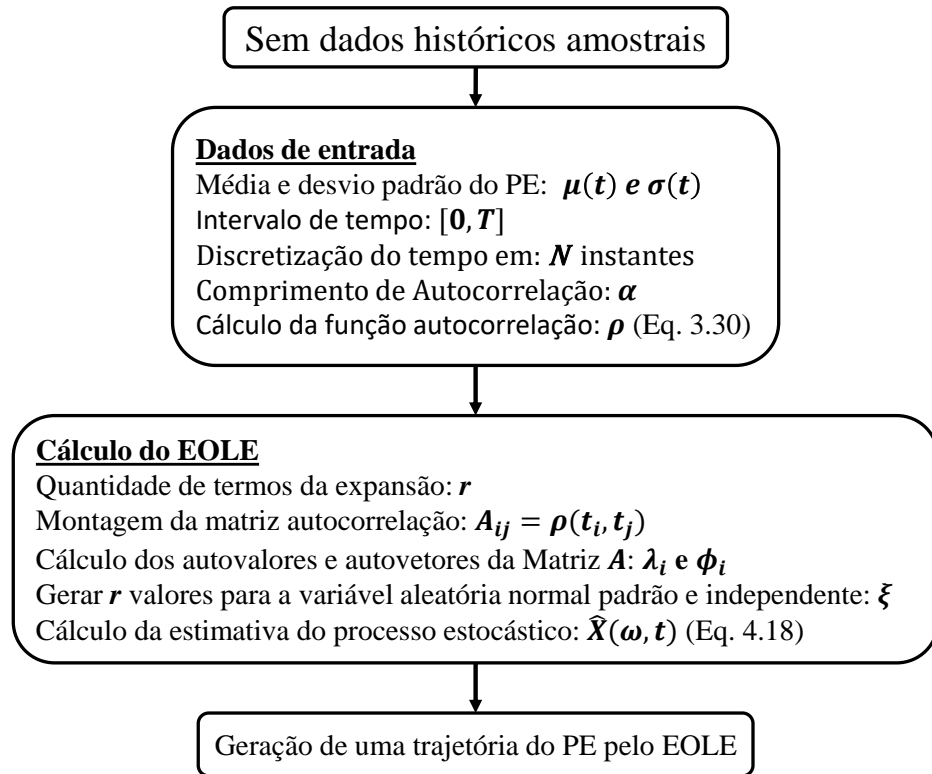 Sem dados históricos amostrais
Dados de entrada
Média e desvio padrão do PE: μ(t) e σ(t)
Intervalo de tempo: [0, T]
Discretização do tempo em: N instantes
Comprimento de Autocorrelação: α
Cálculo da função autocorrelação: ρ (Eq. 3.30)
Cálculo do EOLE
Quantidade de termos da expansão: r
Montagem da matriz autocorrelação: A_ij = ρ(t_i, t_j)
Cálculo dos autovalores e autovetores da Matriz A: λ_i e ϕ_i
Gerar r valores para a variável aleatória normal padrão e independente: ξ
Cálculo da estimativa do processo estocástico: X̂(ω, t) (Eq. 4.18)
Geração de uma trajetória do PE pelo EOLE